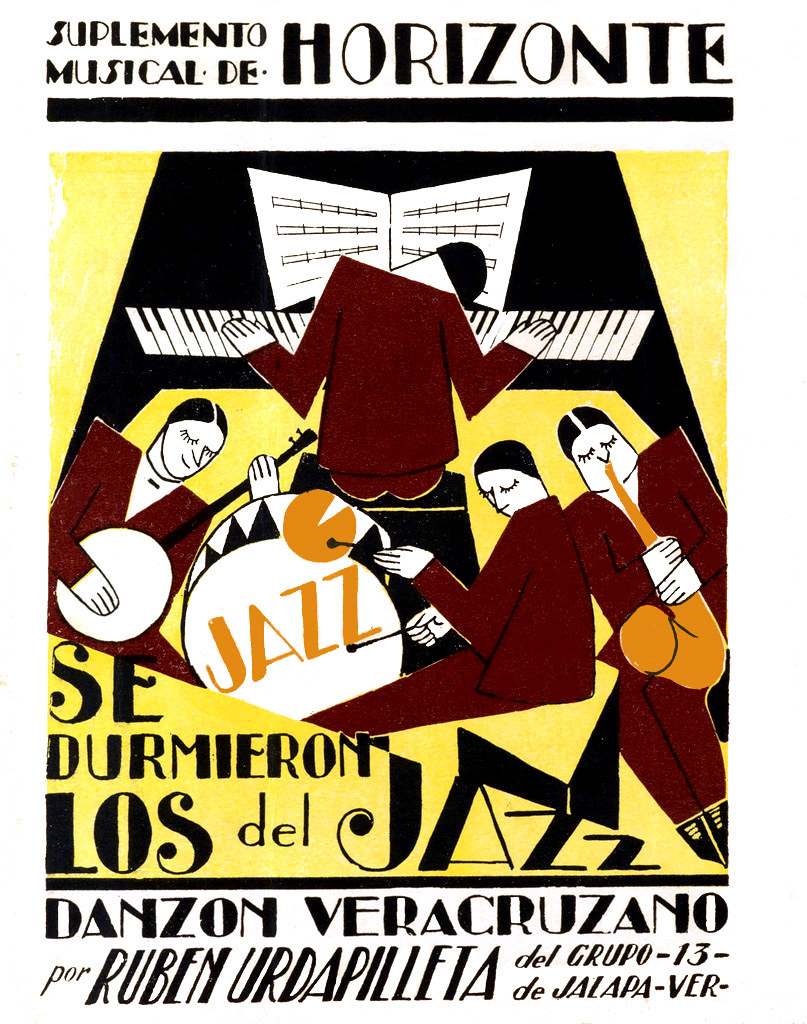 SUPLEMENTO
MUSICAL· DE· HORIZONTE
JAZZ
SE
DURMIERON
LOS del JAZZ
DANZON VERACRUZANO
por RUBEN URDAPILLETA
del GRUPO-13-
de JALAPA-VER-